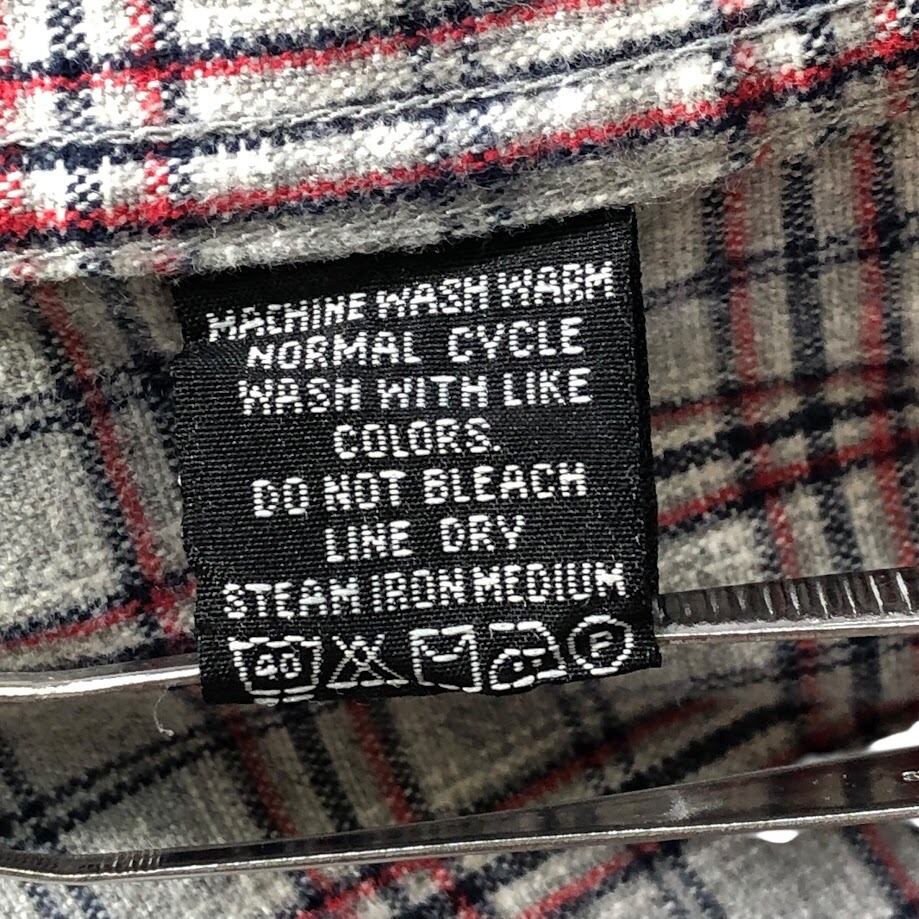 MACHINE WASH WARM
NORMAL CYCLE
WASH WITH LIKE
COLORS.
DO NOT BLEACH
LINE DRY
STEAM IRON MEDIUM
40 P